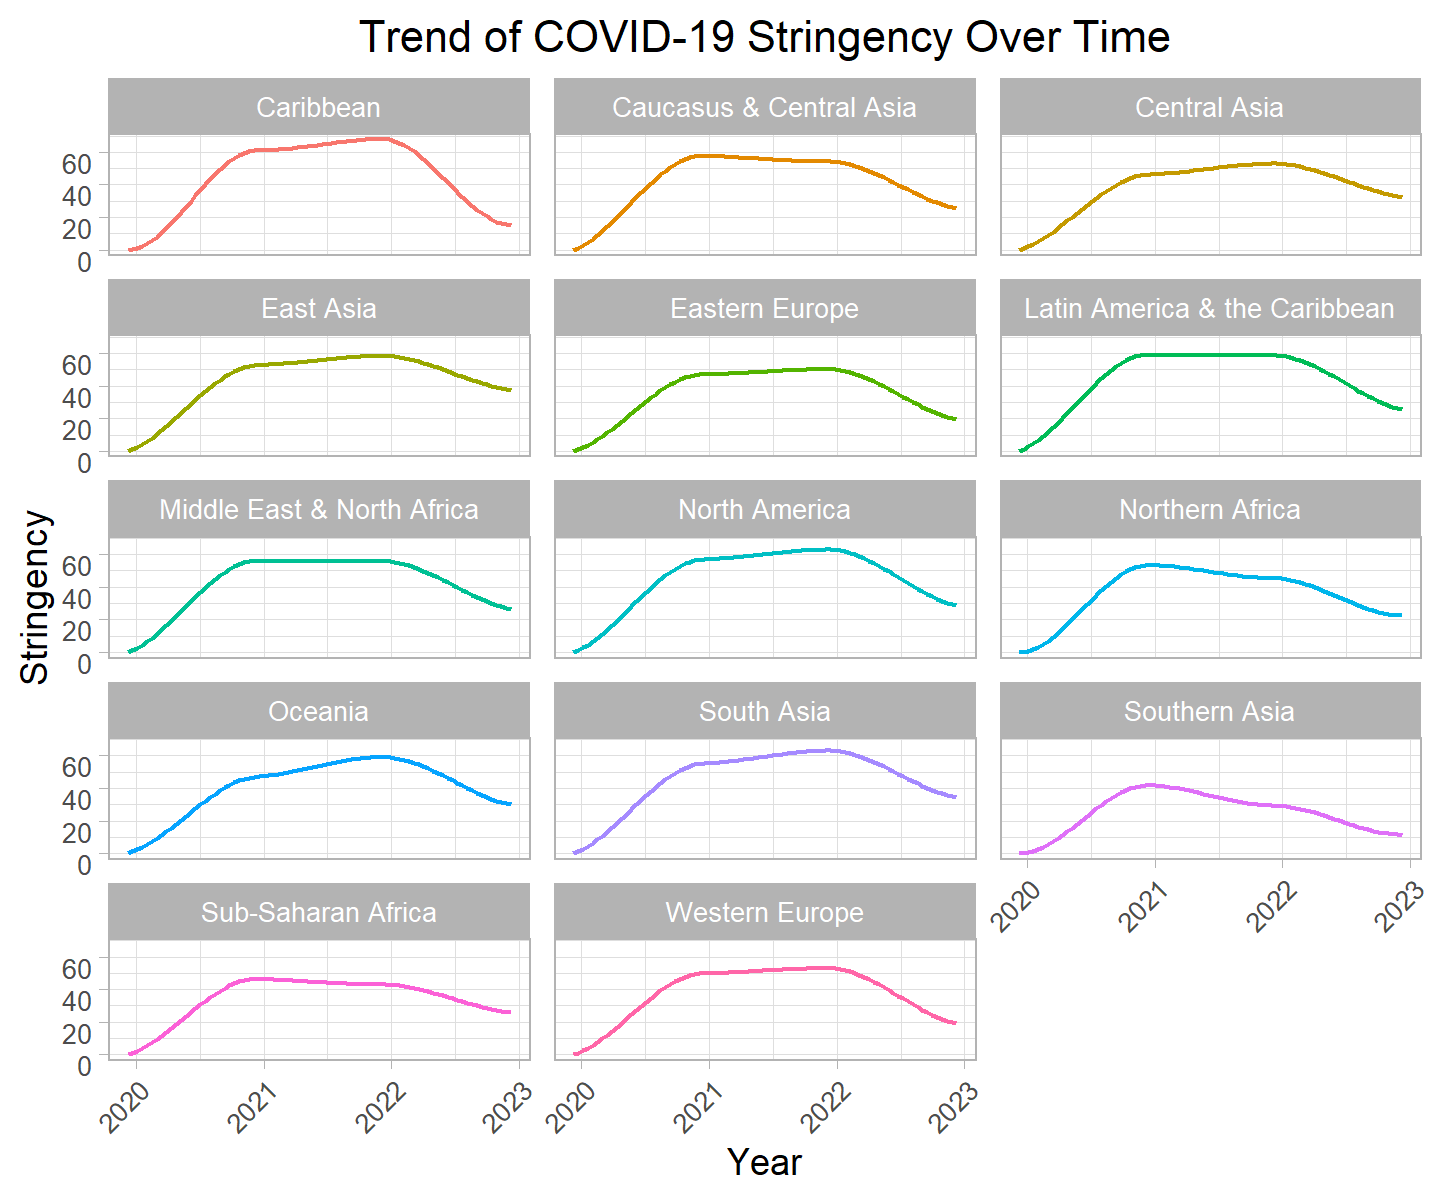 Trend of COVID-19 Stringency Over Time
Caribbean
Caucasus & Central Asia
Central Asia
60
40
20
0
East Asia
Eastern Europe
Latin America & the Caribbean
60
40
20
0
Middle East & North Africa
North America
Northern Africa
60
40
20
0
Oceania
South Asia
Southern Asia
60
40
20
0
2020
2021
2022
2023
Sub-Saharan Africa
Western Europe
60
40
20
0
2020
2021
2022
2023
2020
2021
2022
2023
Stringency
Year